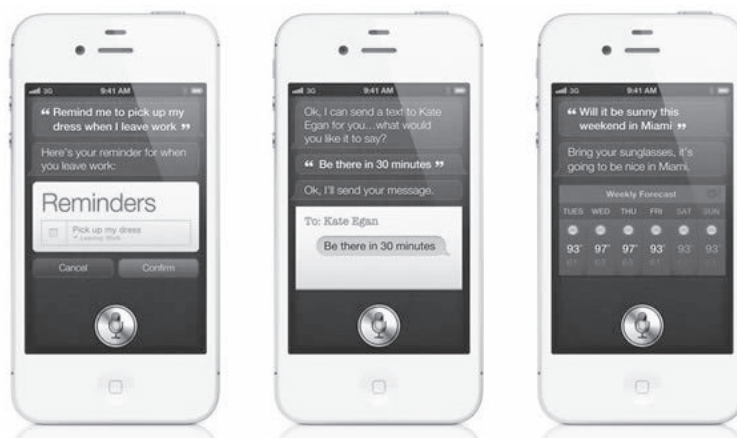 3G 9:41 AM
“ Remind me to pick up my
dress when I leave work ”
Here's your reminder for when
you leave work:
Reminders
Pick up my dress
Leaving: Work
Cancel Confirm
3G 9:41 AM
Ok, I can send a text to Kate
Egan for you...what would
you like it to say?
“ Be there in 30 minutes ”
Ok, I'll send your message.
To: Kate Egan
Be there in 30 minutes
3G 9:41 AM
“ Will it be sunny this
weekend in Miami ”
Bring your sunglasses, it's
going to be nice in Miami.
Weekly Forecast
TUES WED THU FRI SAT SUN
93° 97° 97° 93° 93° 93°